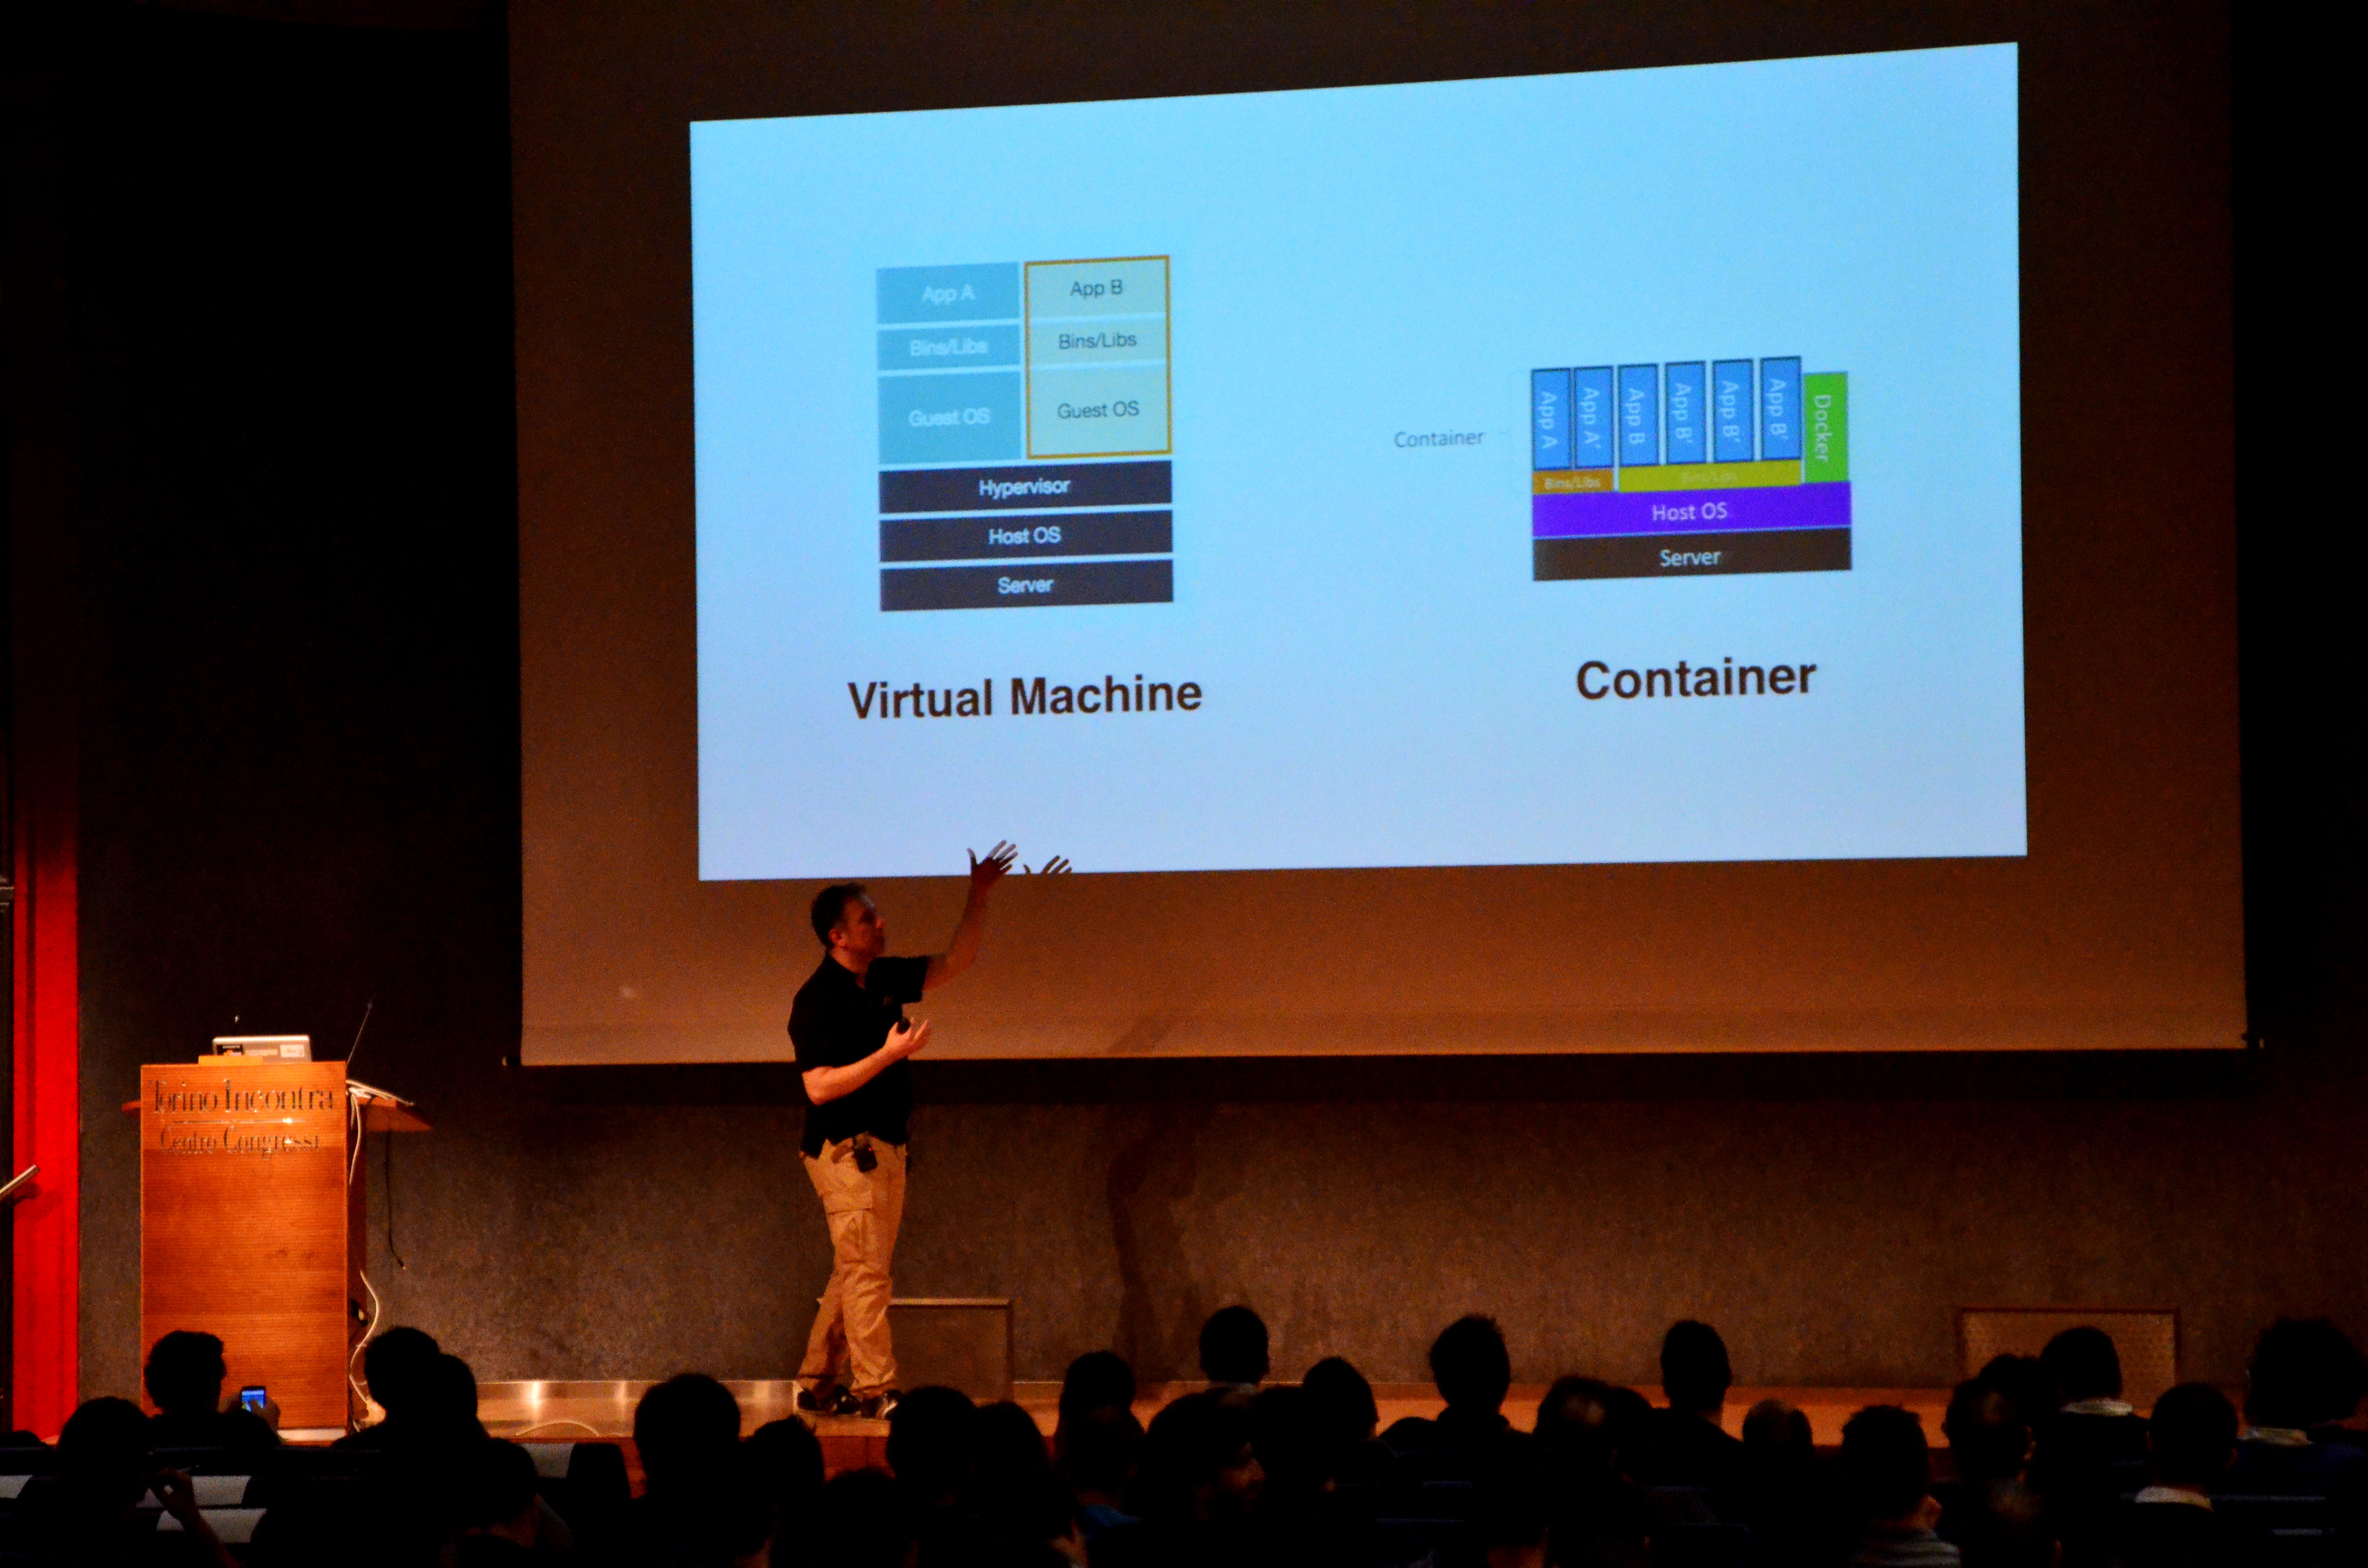 App A
App B
Bins/Libs
Bins/Libs
Guest OS
Guest OS
Hypervisor
Host OS
Server
Virtual Machine
Container
App A
App A'
App B
App B'
App B'
App B'
Docker
Bins/Libs
Bins/Libs
Host OS
Server
Container
Torino Incontra
Centro Congressi